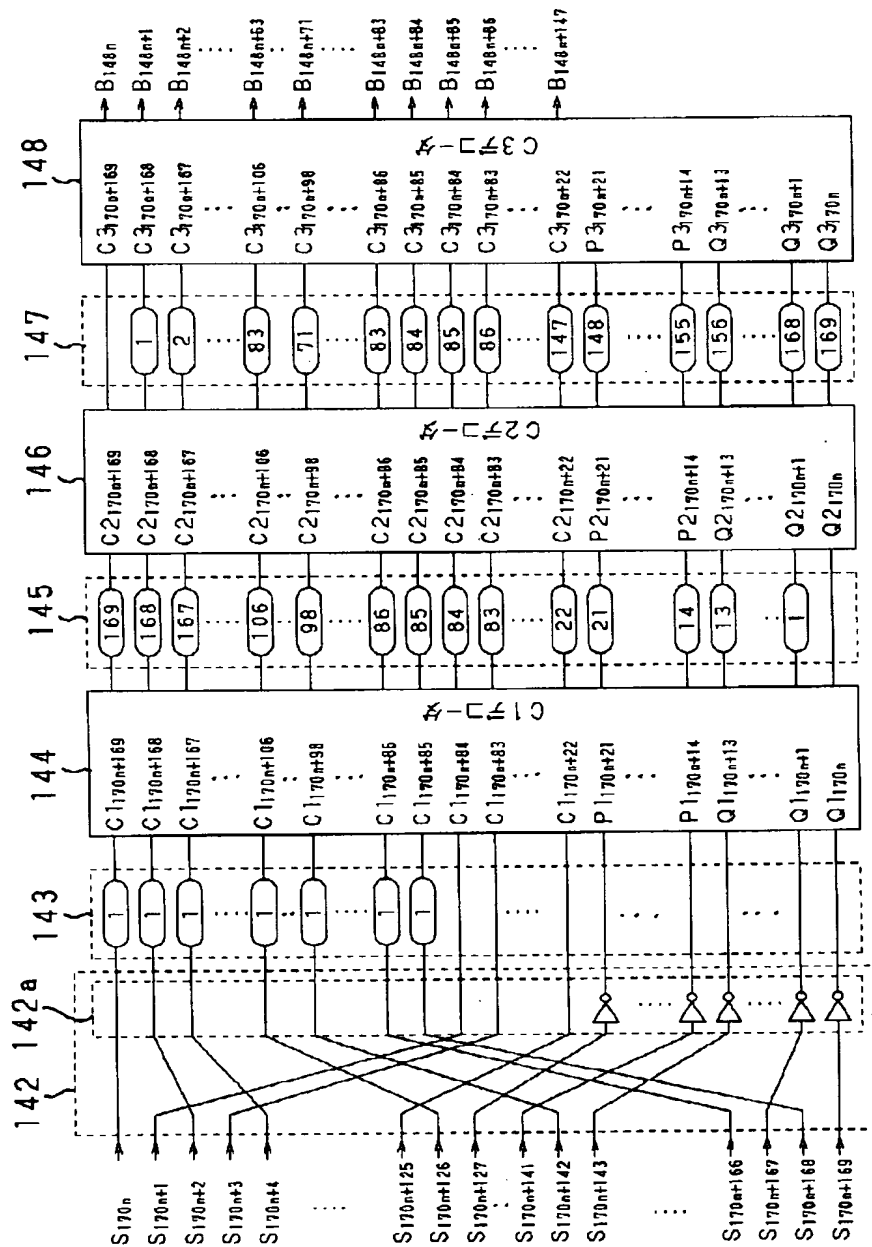 142
142a
143
144
145
146
147
148
S170n
S170n+1
S170n+2
S170n+3
S170n+4
.....
S170n+125
S170n+126
S170n+127
S170n+141
S170n+142
S170n+143
.....
S170n+166
S170n+167
S170n+168
S170n+169
1
1
1
1
1
1
1
C1170n+169
C1170n+168
C1170n+167
C1170n+106
C1170n+98
C1170n+86
C1170n+85
C1170n+84
C1170n+83
C1170n+22
P1170n+21
P1170n+14
Q1170n+13
Q1170n+1
Q1170n
C1デコーダ
169
168
167
106
98
86
85
84
83
22
21
14
13
1
C2170n+169
C2170n+168
C2170n+167
C2170n+106
C2170n+98
C2170n+86
C2170n+85
C2170n+84
C2170n+83
C2170n+22
P2170n+21
P2170n+14
Q2170n+13
Q2170n+1
Q2170n
C2デコーダ
1
2
83
71
83
84
85
86
147
148
155
156
168
169
C3170n+169
C3170n+168
C3170n+167
C3170n+106
C3170n+98
C3170n+86
C3170n+85
C3170n+84
C3170n+83
C3170n+22
P3170n+21
P3170n+14
Q3170n+13
Q3170n+1
Q3170n
C3デコーダ
B148n
B148n+1
B148n+2
B148n+63
B148n+71
B148n+83
B148n+84
B148n+85
B148n+86
B148n+147